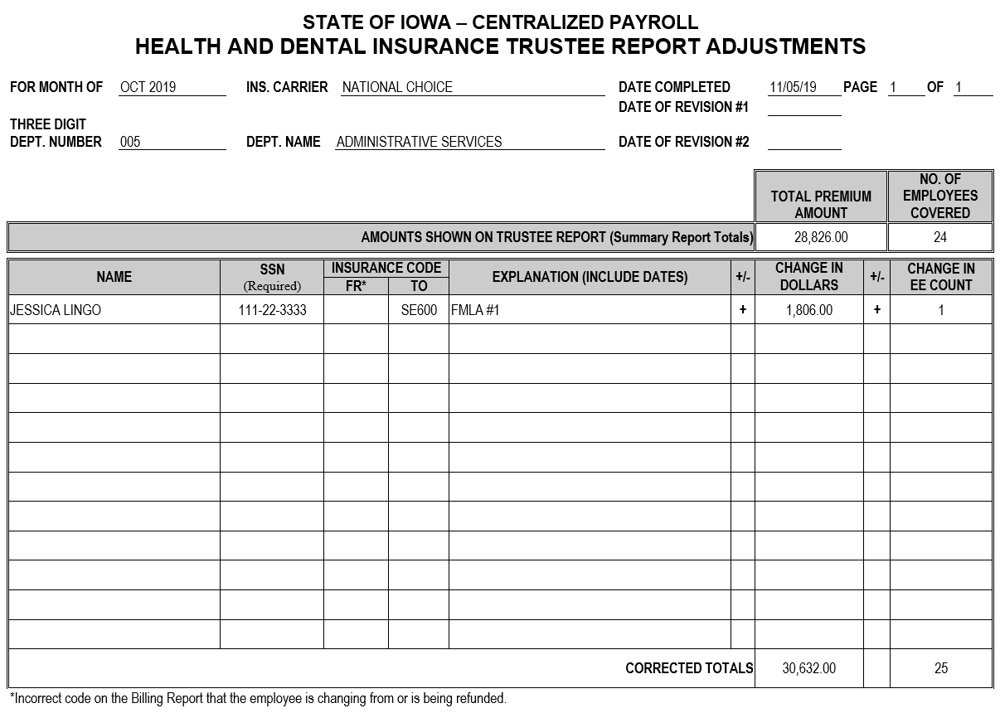 STATE OF IOWA – CENTRALIZED PAYROLL
HEALTH AND DENTAL INSURANCE TRUSTEE REPORT ADJUSTMENTS
FOR MONTH OF OCT 2019 INS. CARRIER NATIONAL CHOICE DATE COMPLETED 11/05/19 PAGE 1 OF 1
DATE OF REVISION #1
THREE DIGIT
DEPT. NUMBER 005 DEPT. NAME ADMINISTRATIVE SERVICES DATE OF REVISION #2
TOTAL PREMIUM
AMOUNT
NO. OF
EMPLOYEES
COVERED
AMOUNTS SHOWN ON TRUSTEE REPORT (Summary Report Totals) 28,826.00 24
NAME
SSN
(Required)
INSURANCE CODE
FR* TO
EXPLANATION (INCLUDE DATES)
+/-
CHANGE IN
DOLLARS
+/-
CHANGE IN
EE COUNT
JESSICA LINGO 111-22-3333 SE600 FMLA #1 + 1,806.00 + 1
CORRECTED TOTALS 30,632.00 25
*Incorrect code on the Billing Report that the employee is changing from or is being refunded.